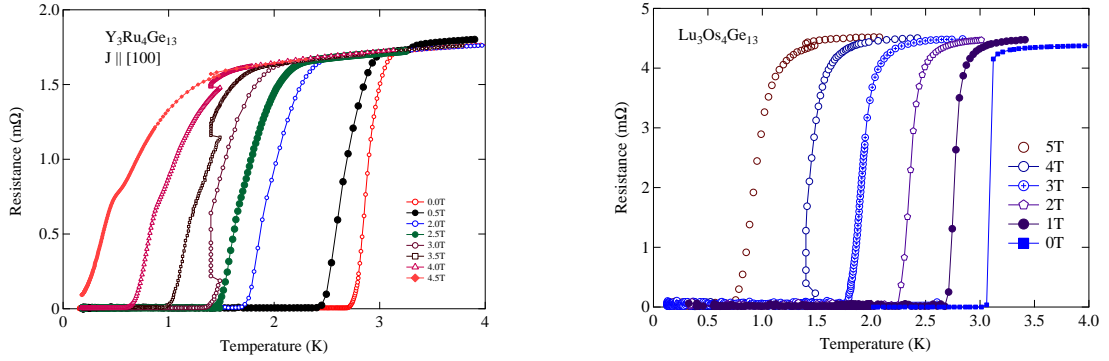 Y₃Ru₄Ge₁₃
J || [100]
2.0
1.5
1.0
0.5
0
Resistance (mΩ)
0.0T
0.5T
2.0T
2.5T
3.0T
3.5T
4.0T
4.5T
0 1 2 3 4
Temperature (K)
Lu₃Os₄Ge₁₃
5
4
3
2
1
0
Resistance (mΩ)
5T
4T
3T
2T
1T
0T
0 0.5 1.0 1.5 2.0 2.5 3.0 3.5 4.0
Temperature (K)